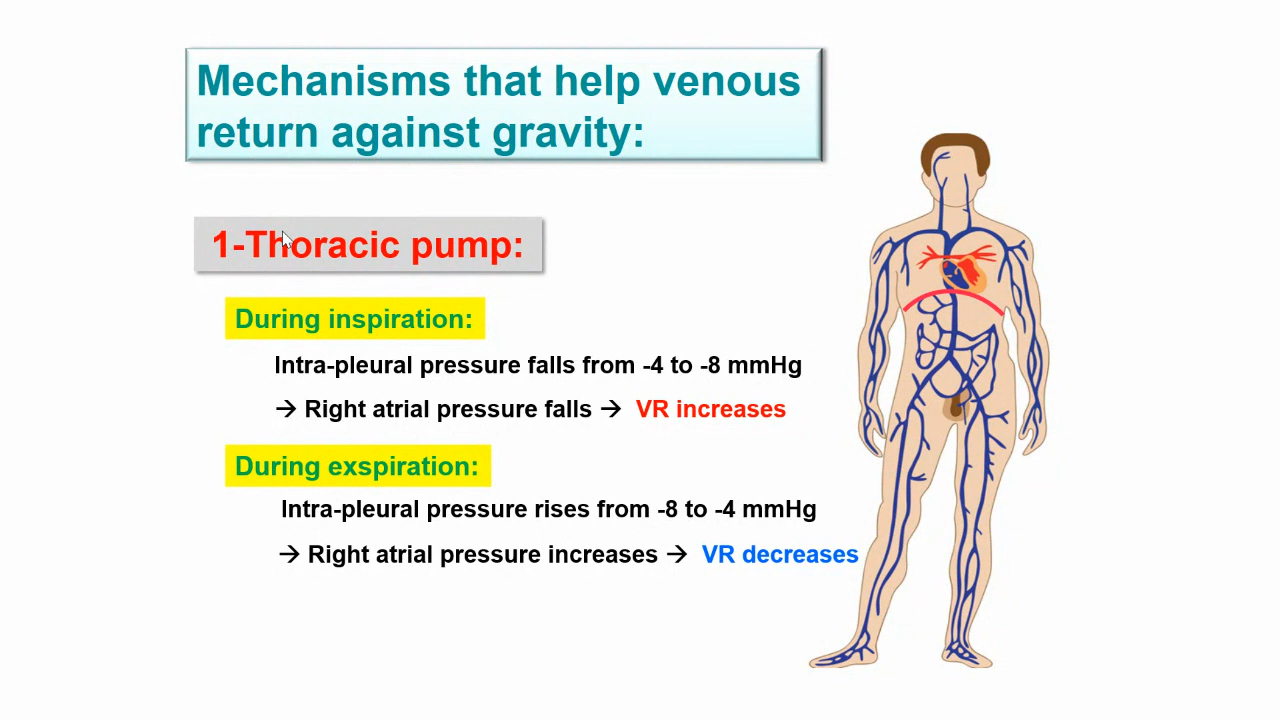 Mechanisms that help venous
return against gravity:
1-Thoracic pump:
During inspiration:
Intra-pleural pressure falls from -4 to -8 mmHg
→ Right atrial pressure falls → VR increases
During exspiration:
Intra-pleural pressure rises from -8 to -4 mmHg
→ Right atrial pressure increases → VR decreases